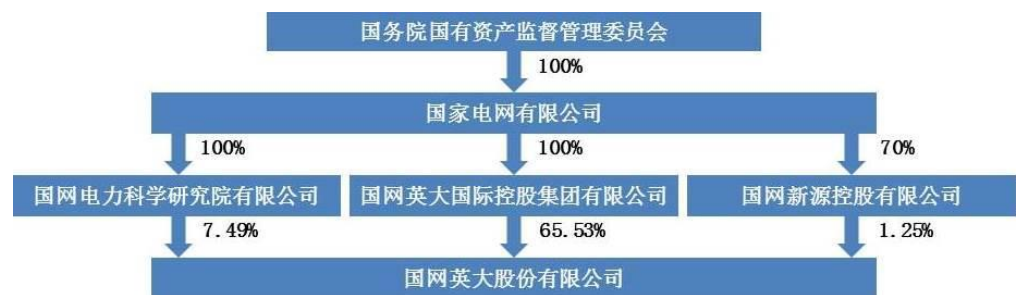 国务院国有资产监督管理委员会
100%
国家电网有限公司
100% 100% 70%
国网电力科学研究院有限公司 国网英大国际控股集团有限公司 国网新源控股有限公司
7.49% 65.53% 1.25%
国网英大股份有限公司